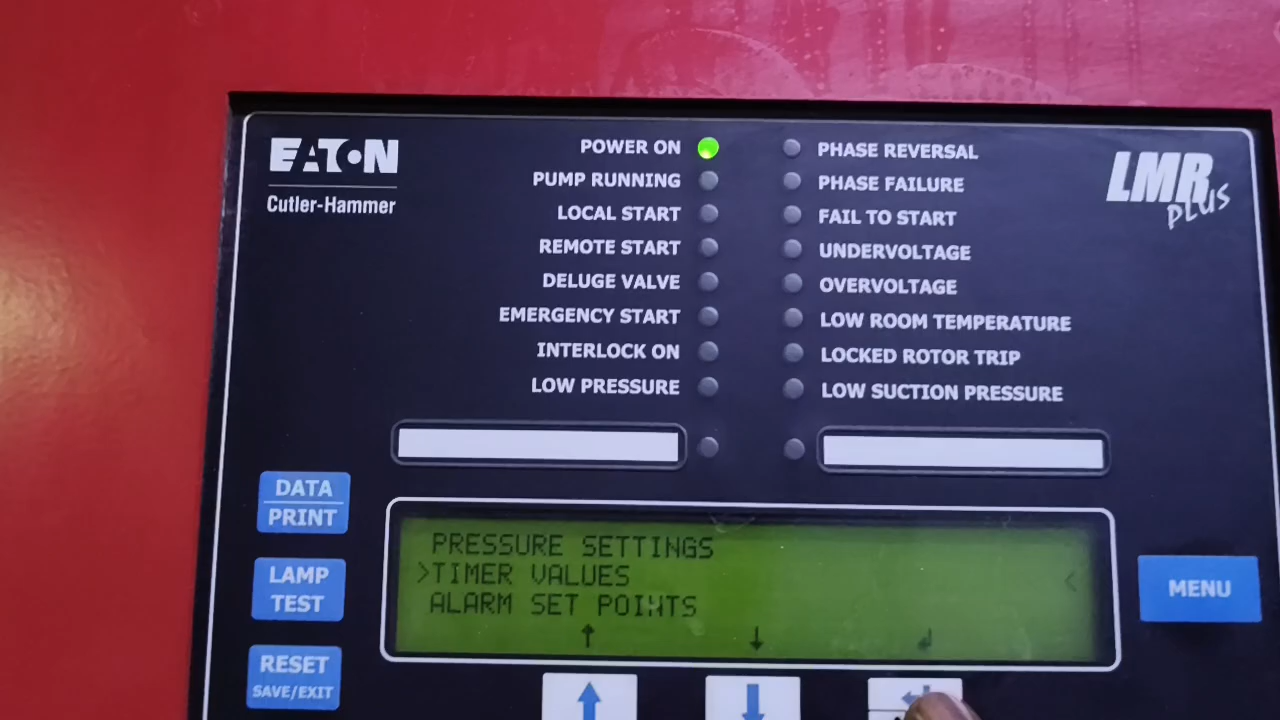 EATON
Cutler-Hammer
LMR
PLUS
POWER ON
PUMP RUNNING
LOCAL START
REMOTE START
DELUGE VALVE
EMERGENCY START
INTERLOCK ON
LOW PRESSURE
PHASE REVERSAL
PHASE FAILURE
FAIL TO START
UNDERVOLTAGE
OVERVOLTAGE
LOW ROOM TEMPERATURE
LOCKED ROTOR TRIP
LOW SUCTION PRESSURE
DATA
PRINT
LAMP
TEST
RESET
SAVE/EXIT
PRESSURE SETTINGS
>TIMER VALUES <
ALARM SET POINTS
↑ ↓ ↲
MENU